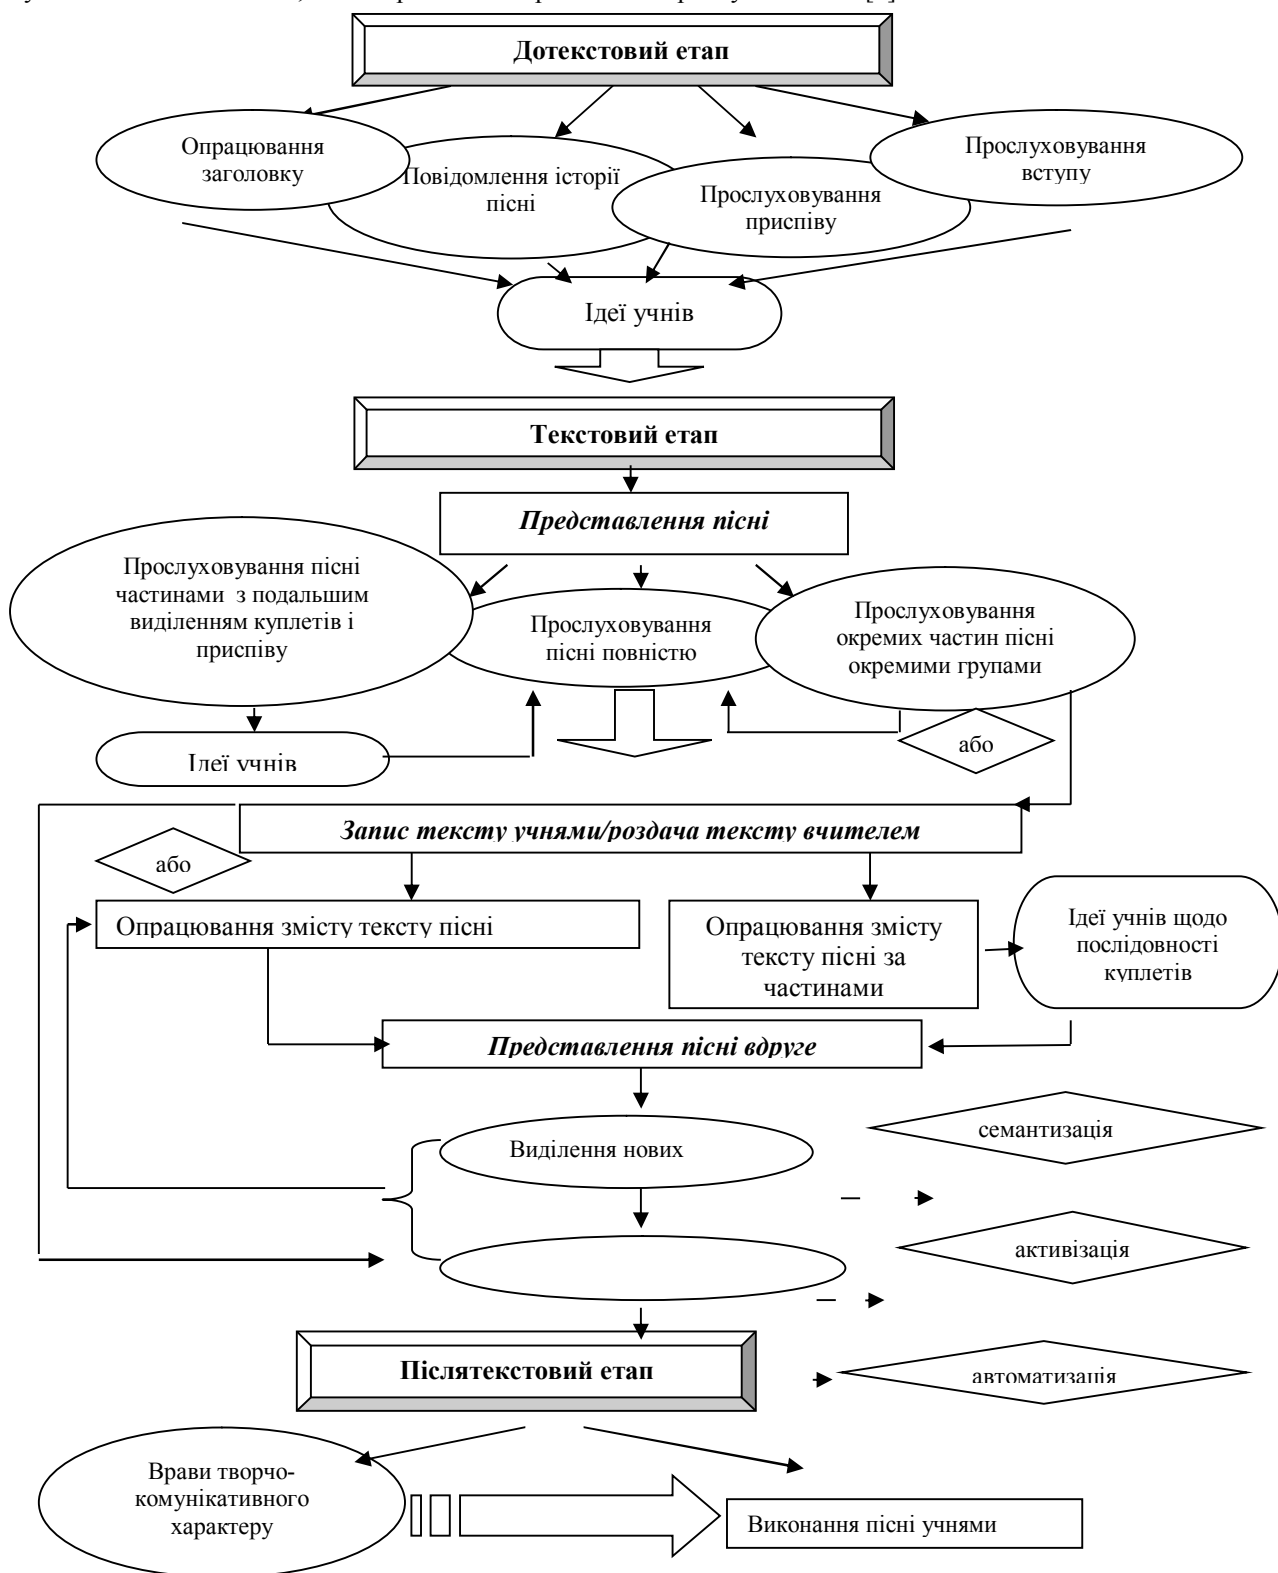 Дотекстовий етап
Опрацювання
заголовку
Повідомлення історії
пісні
Прослуховування
приспіву
Прослуховування
вступу
Ідеї учнів
Текстовий етап
Представлення пісні
Прослуховування пісні
частинами з подальшим
виділенням куплетів і
приспіву
Прослуховування
пісні повністю
Прослуховування
окремих частин пісні
окремими групами
Ідеї учнів
або
Запис тексту учнями/роздача тексту вчителем
або
Опрацювання змісту тексту пісні
Опрацювання змісту
тексту пісні за
частинами
Ідеї учнів щодо
послідовності
куплетів
Представлення пісні вдруге
Виділення нових
семантизація
активізація
Післятекстовий етап
автоматизація
Врави творчо-
комунікативного
характеру
Виконання пісні учнями